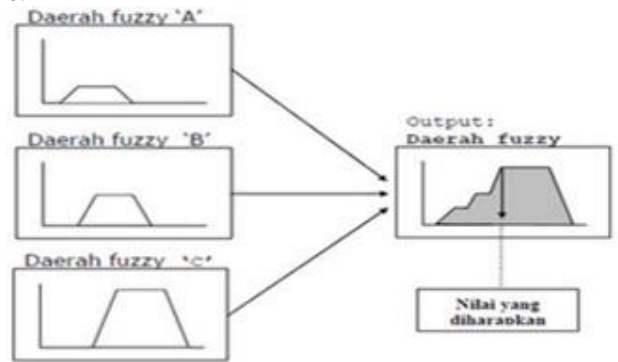 Daerah fuzzy 'A'
Daerah fuzzy 'B'
Daerah fuzzy 'C'
Output:
Daerah fuzzy
Nilai yang
diharapkan